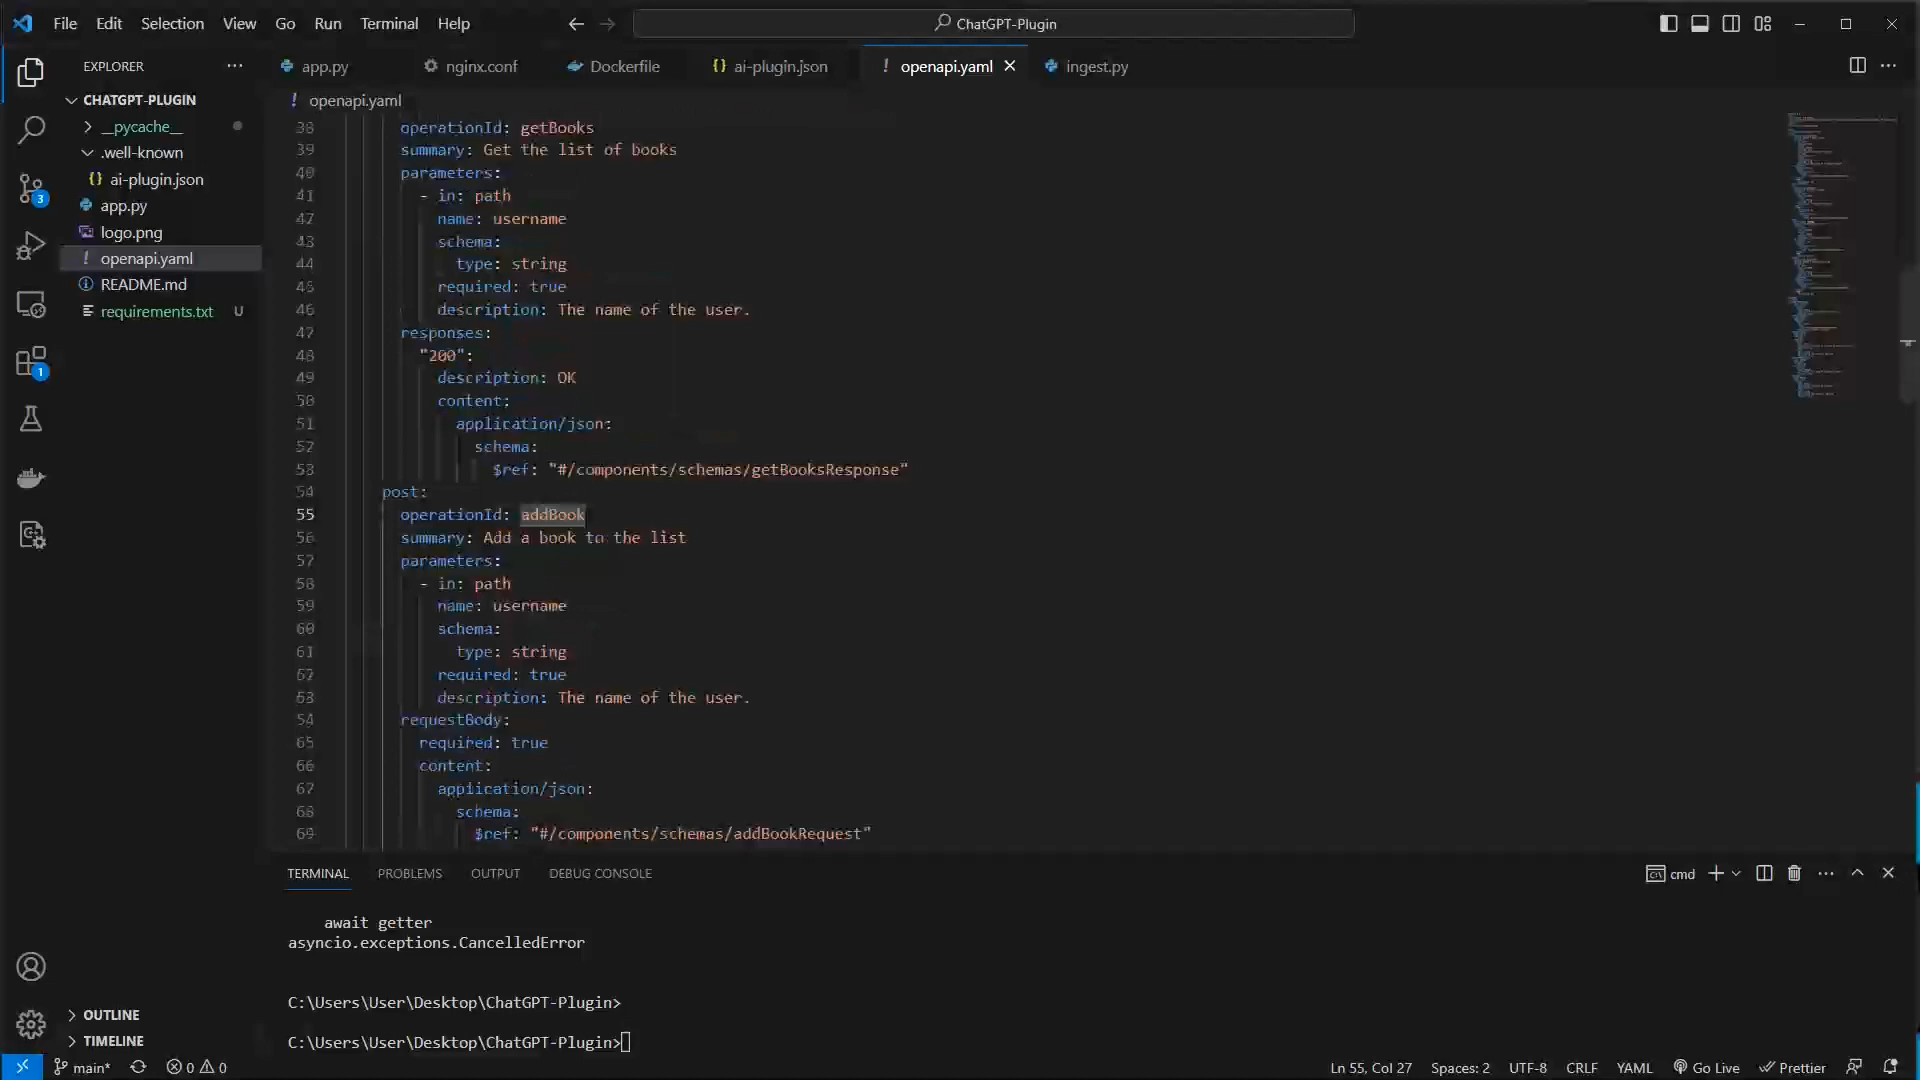 File Edit Selection View Go Run Terminal Help
ChatGPT-Plugin
EXPLORER
app.py nginx.conf Dockerfile ai-plugin.json openapi.yaml ingest.py
CHATGPT-PLUGIN
openapi.yaml
__pycache__
.well-known
ai-plugin.json
app.py
logo.png
openapi.yaml
README.md
requirements.txt U
3
1
38 operationId: getBooks
39 summary: Get the list of books
40 parameters:
41 - in: path
42 name: username
43 schema:
44 type: string
45 required: true
46 description: The name of the user.
47 responses:
48 "200":
49 description: OK
50 content:
51 application/json:
52 schema:
53 $ref: "#/components/schemas/getBooksResponse"
54 post:
55 operationId: addBook
56 summary: Add a book to the list
57 parameters:
58 - in: path
59 name: username
60 schema:
61 type: string
62 required: true
63 description: The name of the user.
64 requestBody:
65 required: true
66 content:
67 application/json:
68 schema:
69 $ref: "#/components/schemas/addBookRequest"
TERMINAL PROBLEMS OUTPUT DEBUG CONSOLE
cmd
await getter
asyncio.exceptions.CancelledError
C:\Users\User\Desktop\ChatGPT-Plugin>
C:\Users\User\Desktop\ChatGPT-Plugin>
OUTLINE
TIMELINE
main* 0 0 Ln 55, Col 27 Spaces: 2 UTF-8 CRLF YAML Go Live Prettier